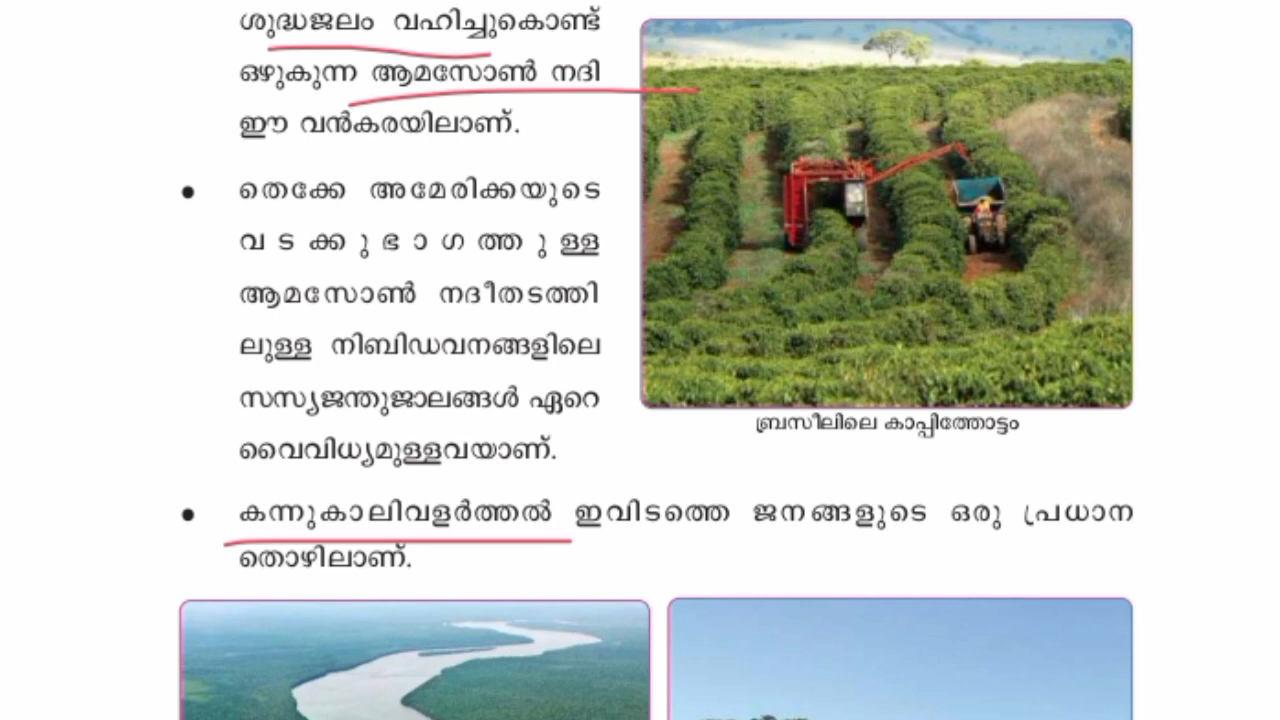 ശുദ്ധജലം വഹിച്ചുകൊണ്ട്
ഒഴുകുന്ന ആമസോൺ നദി
ഈ വൻകരയിലാണ്.
• തെക്കേ അമേരിക്കയുടെ
വടക്കുഭാഗത്തുള്ള
ആമസോൺ നദീതടത്തി
ലുള്ള നിബിഡവനങ്ങളിലെ
സസ്യജന്തുജാലങ്ങൾ ഏറെ
വൈവിധ്യമുള്ളവയാണ്.
ബ്രസീലിലെ കാപ്പിത്തോട്ടം
• കന്നുകാലിവളർത്തൽ ഇവിടത്തെ ജനങ്ങളുടെ ഒരു പ്രധാന
തൊഴിലാണ്.